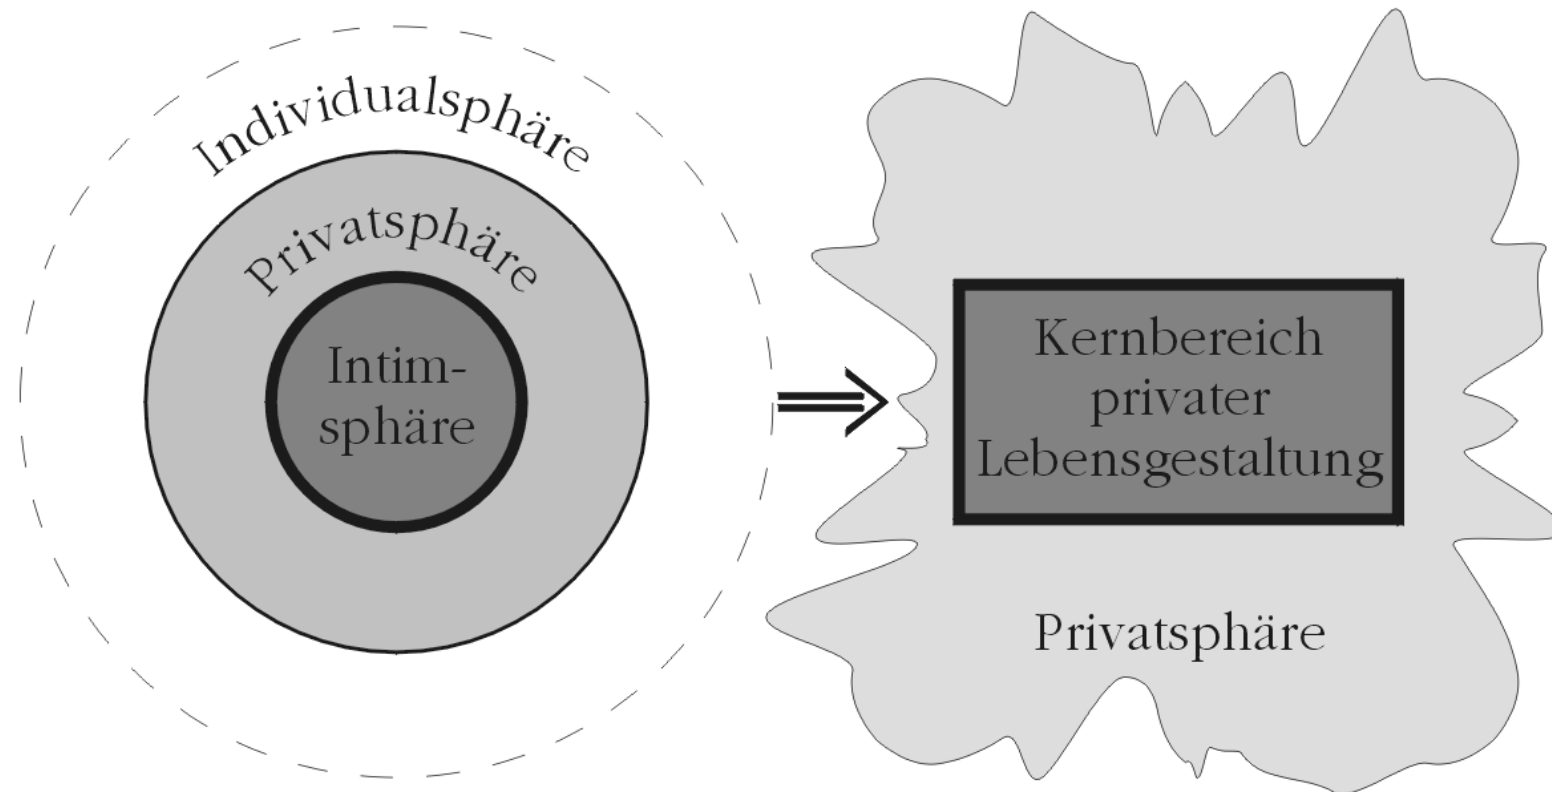 Individualsphäre
Privatsphäre
Intim-
sphäre
Kernbereich
privater
Lebensgestaltung
Privatsphäre